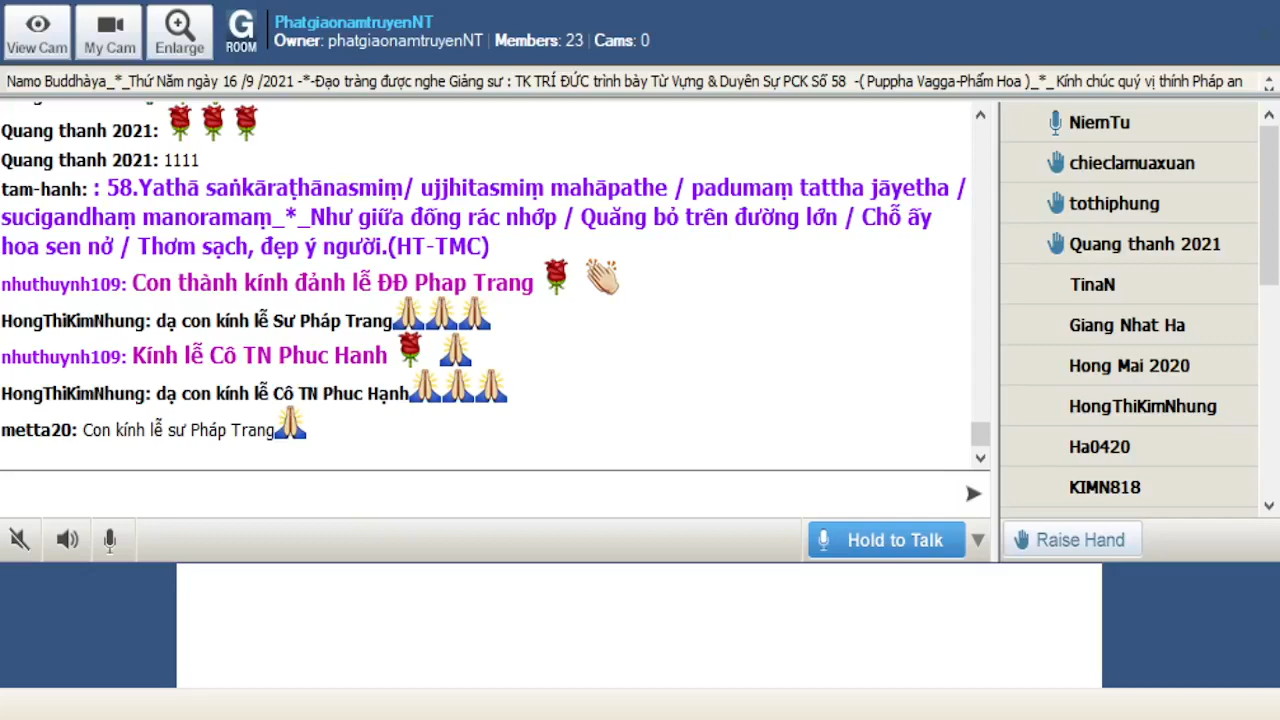 View Cam
My Cam
Enlarge
G
ROOM
PhatgiaonamtruyenNT
Owner: phatgiaonamtruyenNT | Members: 23 | Cams: 0
Namo Buddhàya_*_Thứ Năm ngày 16 /9 /2021 -*-Đạo tràng được nghe Giảng sư : TK TRÍ ĐỨC trình bày Từ Vựng & Duyên Sự PCK Số 58 -( Puppha Vagga-Phẩm Hoa )_*_ Kính chúc quý vị thính Pháp an
Quang thanh 2021:
Quang thanh 2021: 1111
tam-hanh: : 58.Yathā saṅkāraṭhānasmiṃ/ ujjhitasmiṃ mahāpathe / padumaṃ tattha jāyetha /
sucigandhaṃ manoramaṃ_*_Như giữa đống rác nhớp / Quăng bỏ trên đường lớn / Chỗ ấy
hoa sen nở / Thơm sạch, đẹp ý người.(HT-TMC)
nhuthuynh109: Con thành kính đảnh lễ ĐĐ Phap Trang
HongThiKimNhung: dạ con kính lễ Sư Pháp Trang
nhuthuynh109: Kính lễ Cô TN Phuc Hanh
HongThiKimNhung: dạ con kính lễ Cô TN Phuc Hạnh
metta20: Con kính lễ sư Pháp Trang
NiemTu
chieclamuaxuan
tothiphung
Quang thanh 2021
TinaN
Giang Nhat Ha
Hong Mai 2020
HongThiKimNhung
Ha0420
KIMN818
Hold to Talk
Raise Hand